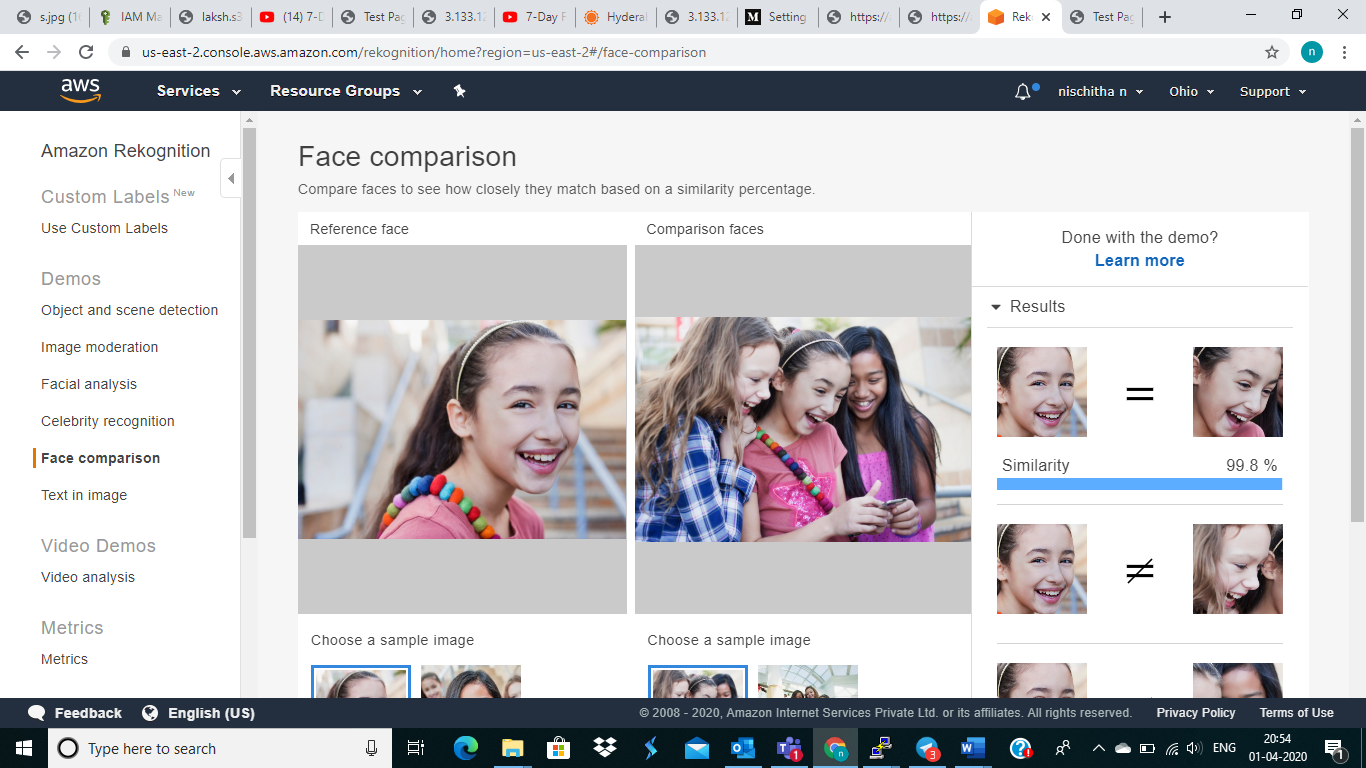 s.jpg (1
IAM Ma
laksh.s3
(14) 7-D
Test Pag
3.133.12
7-Day F
Hyderal
3.133.12
Setting
https://
https://
Rek
Test Pag
us-east-2.console.aws.amazon.com/rekognition/home?region=us-east-2#/face-comparison
n
aws
Services
Resource Groups
nischitha n
Ohio
Support
Amazon Rekognition
Custom Labels New
Use Custom Labels
Demos
Object and scene detection
Image moderation
Facial analysis
Celebrity recognition
Face comparison
Text in image
Video Demos
Video analysis
Metrics
Metrics
Face comparison
Compare faces to see how closely they match based on a similarity percentage.
Reference face
Comparison faces
Choose a sample image
Choose a sample image
Done with the demo?
Learn more
Results
=
Similarity 99.8 %
≠
Feedback
English (US)
© 2008 - 2020, Amazon Internet Services Private Ltd. or its affiliates. All rights reserved.
Privacy Policy
Terms of Use
Type here to search
1
n
3
ENG
20:54
01-04-2020
1